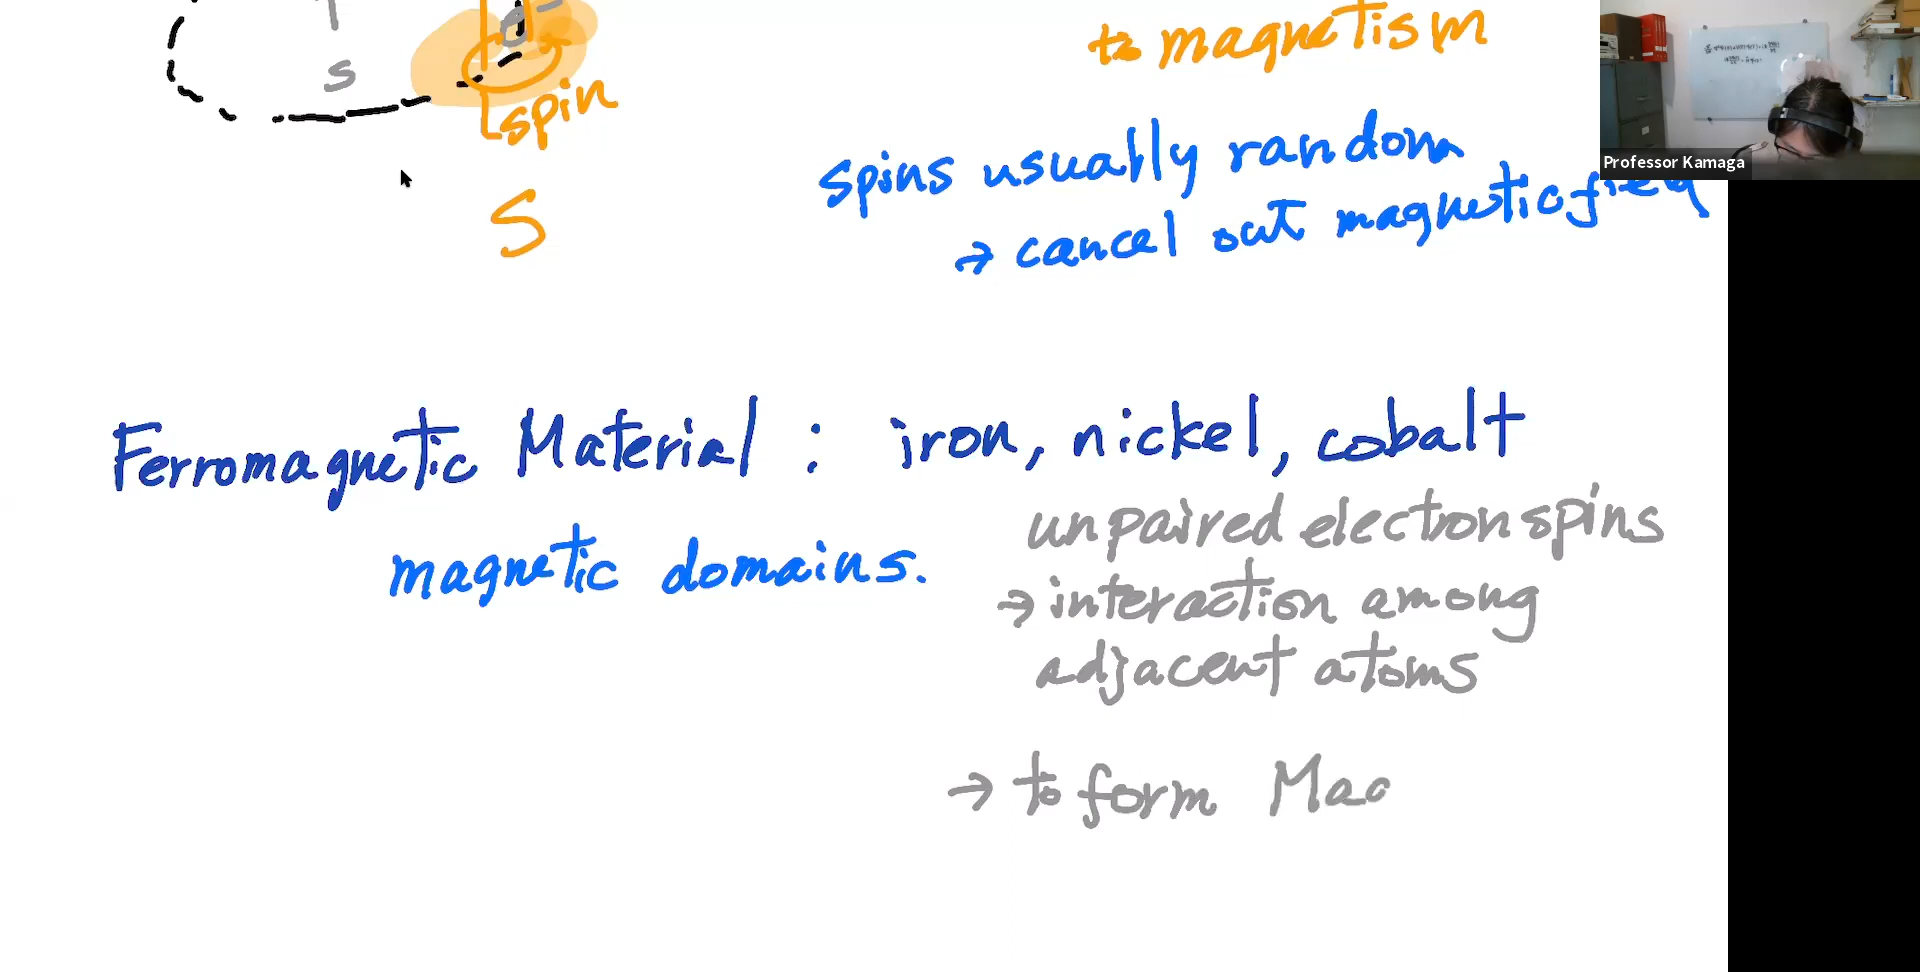 to magnetism
s
spin
S
spins usually random
→ cancel out magnetic field
Professor Kamaga
Ferromagnetic Material : iron, nickel, cobalt
unpaired electron spins
magnetic domains.
→ interaction among
adjacent atoms
→ to form Mac